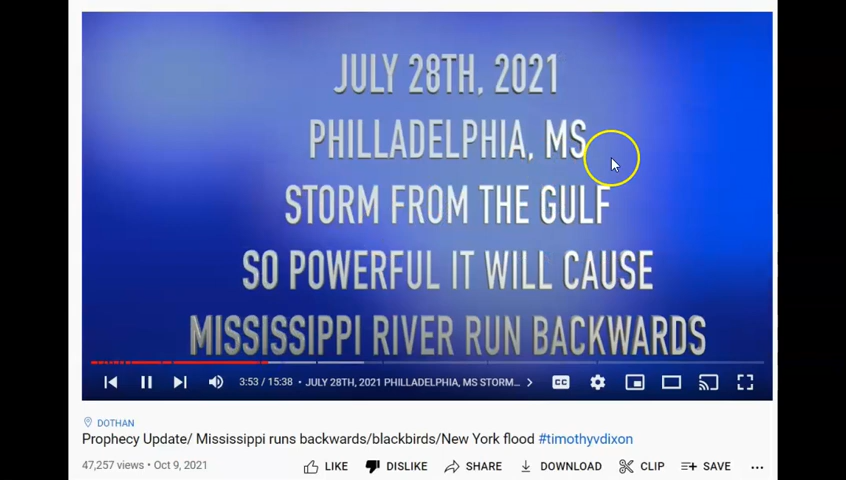 JULY 28TH, 2021
PHILLADELPHIA, MS
STORM FROM THE GULF
SO POWERFUL IT WILL CAUSE
MISSISSIPPI RIVER RUN BACKWARDS
3:53 / 15:38 • JULY 28TH, 2021 PHILLADELPHIA, MS STORM...
CC
DOTHAN
Prophecy Update/ Mississippi runs backwards/blackbirds/New York flood #timothyvdixon
47,257 views • Oct 9, 2021 LIKE DISLIKE SHARE DOWNLOAD CLIP SAVE ...